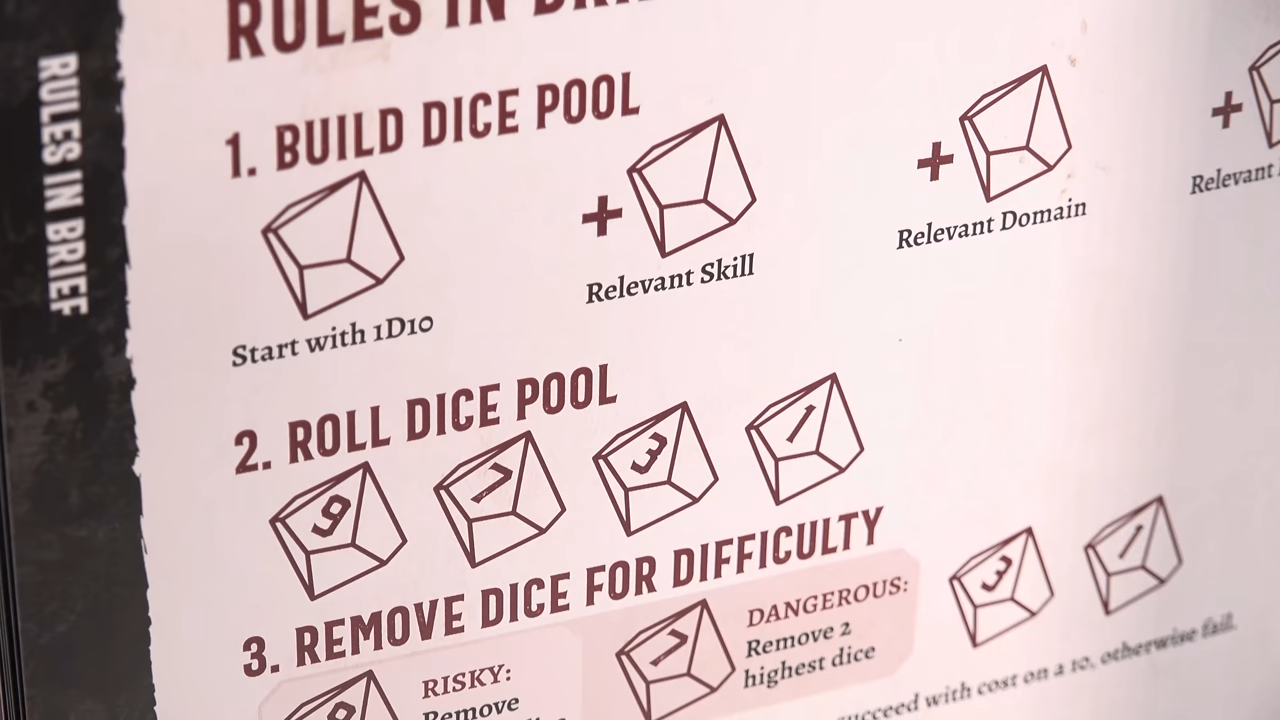 RULES IN BRIEF
RULES IN
1. BUILD DICE POOL
Start with 1D10
+
Relevant Skill
+
Relevant Domain
+
Relevant
2. ROLL DICE POOL
9
7
3
1
3. REMOVE DICE FOR DIFFICULTY
RISKY:
Remove
7
DANGEROUS:
Remove 2
highest dice
3
1
succeed with cost on a 10, otherwise fail.